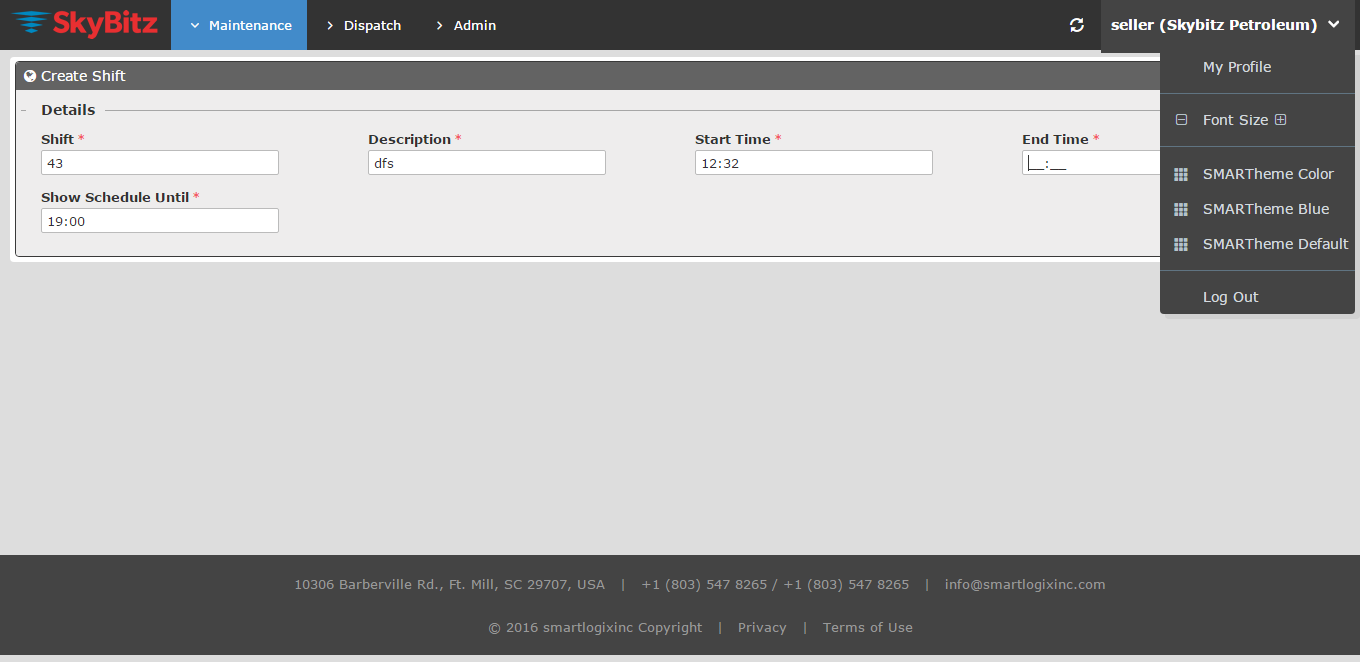 SkyBitz Maintenance Dispatch Admin seller (Skybitz Petroleum)
My Profile
Font Size
SMARTheme Color
SMARTheme Blue
SMARTheme Default
Log Out
Create Shift
Details
Shift * Description * Start Time * End Time *
43 dfs 12:32 __:__
Show Schedule Until *
19:00
10306 Barberville Rd., Ft. Mill, SC 29707, USA | +1 (803) 547 8265 / +1 (803) 547 8265 | info@smartlogixinc.com
© 2016 smartlogixinc Copyright | Privacy | Terms of Use